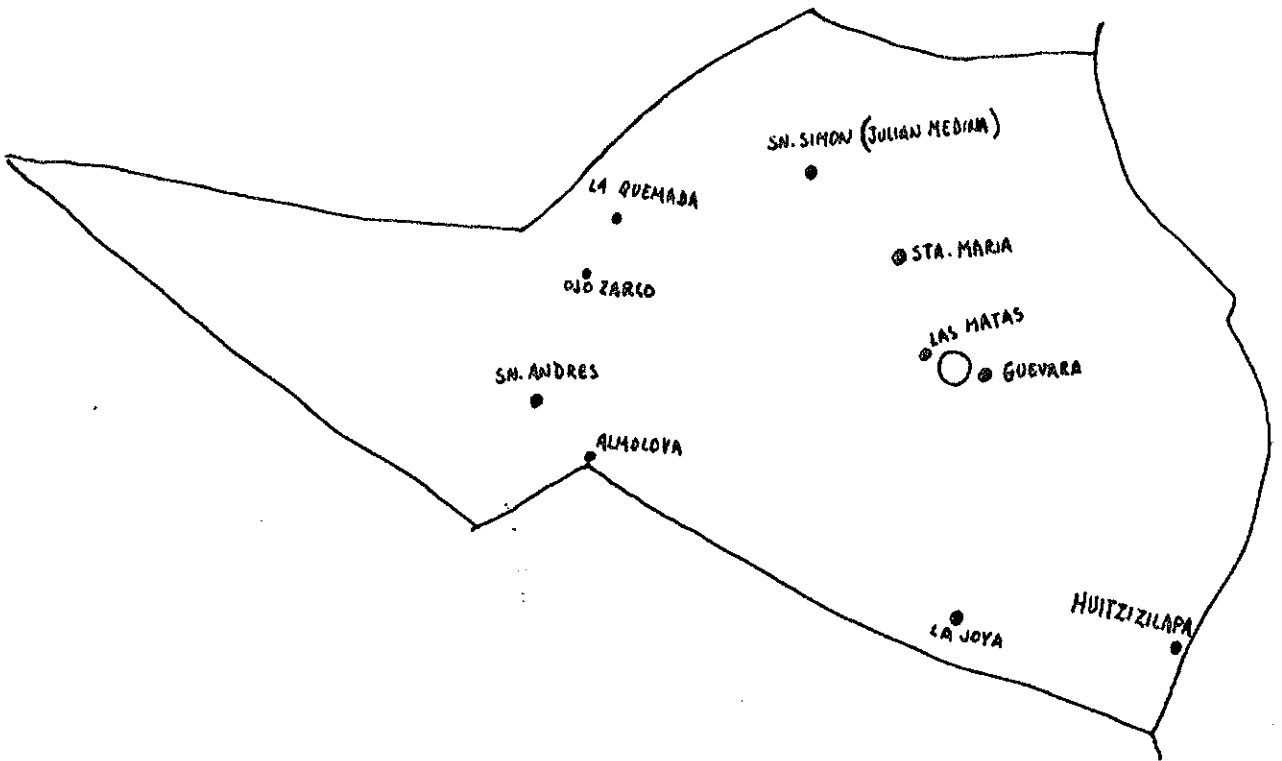 SN. SIMON (JULIAN MEDINA)
LA QUEMADA
STA. MARIA
OJO ZARCO
LAS MATAS
GUEVARA
SN. ANDRES
ALMOLOYA
HUITZIZILAPA
LA JOYA